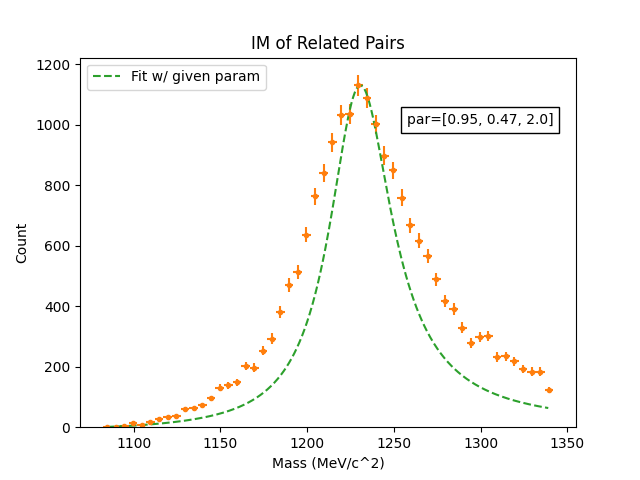 IM of Related Pairs
Fit w/ given param
par=[0.95, 0.47, 2.0]
1200
1000
800
600
400
200
0
Count
1100 1150 1200 1250 1300 1350
Mass (MeV/c^2)